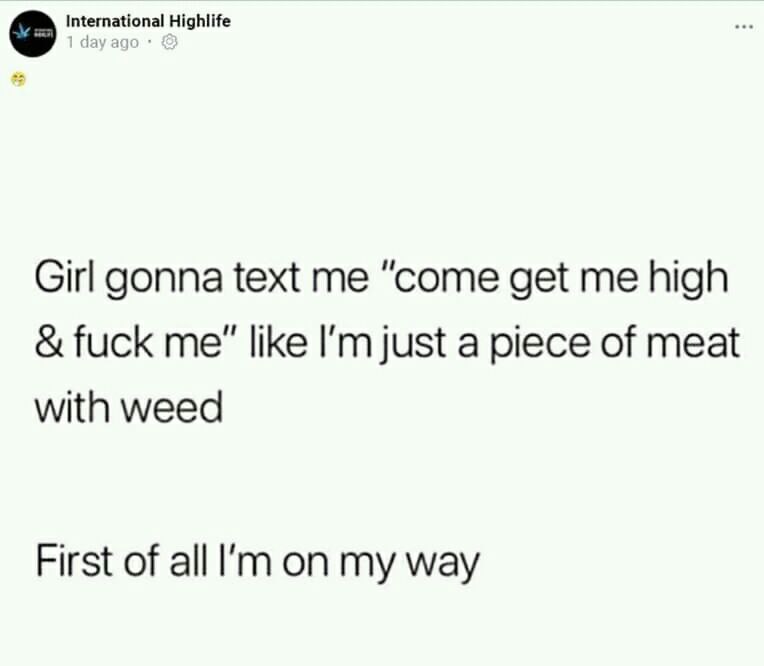 International Highlife
1 day ago ·
Girl gonna text me "come get me high
& fuck me" like I'm just a piece of meat
with weed
First of all I'm on my way